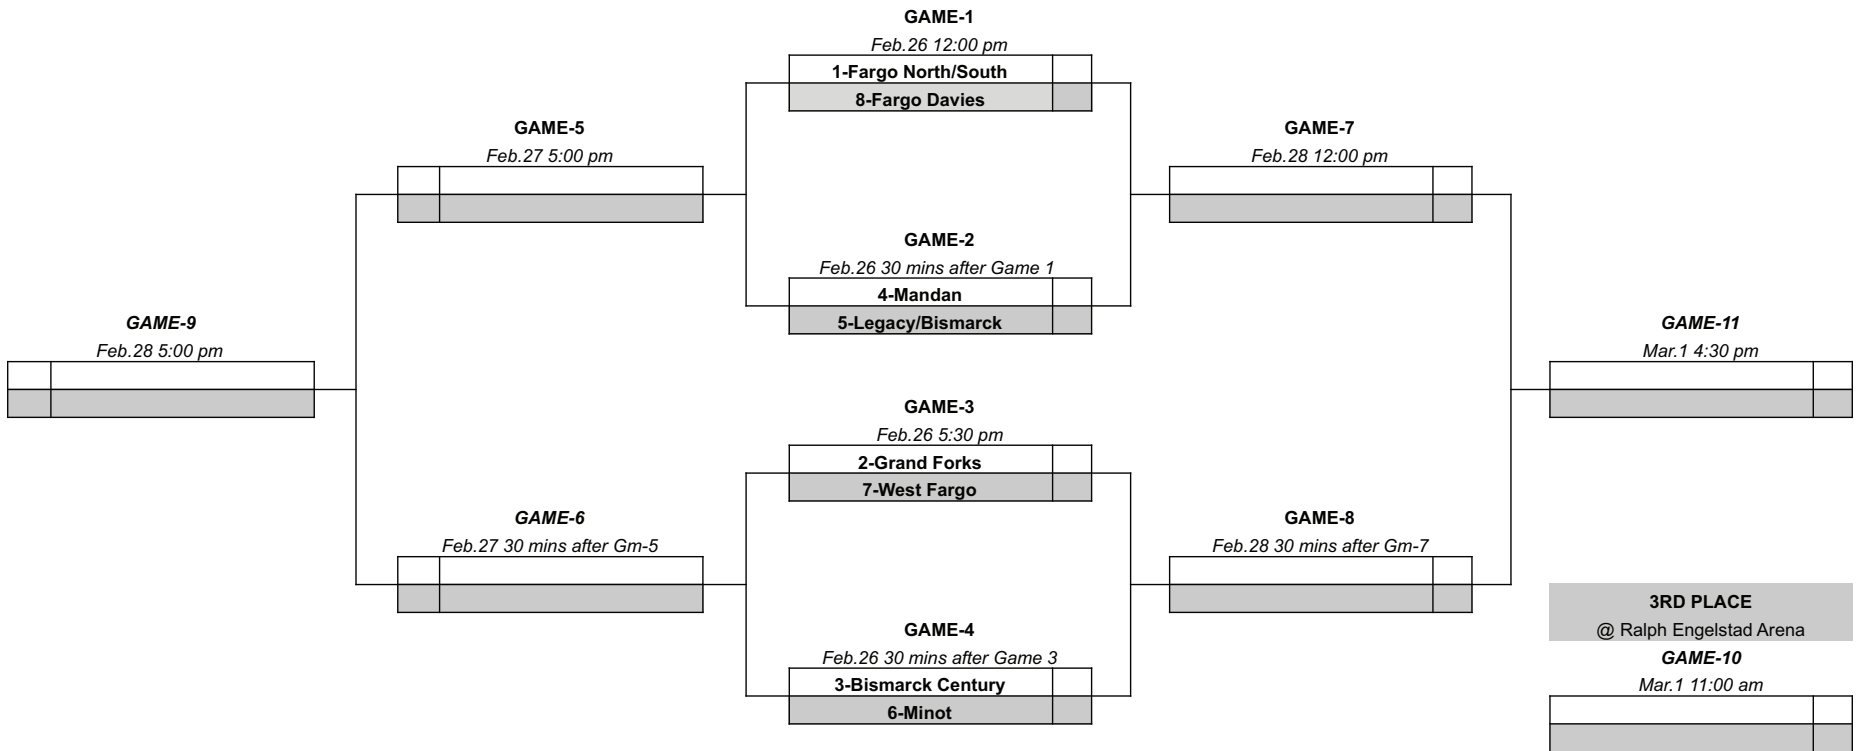 GAME-1
Feb.26 12:00 pm
1-Fargo North/South
8-Fargo Davies
GAME-5
Feb.27 5:00 pm
GAME-7
Feb.28 12:00 pm
GAME-2
Feb.26 30 mins after Game 1
4-Mandan
5-Legacy/Bismarck
GAME-9
Feb.28 5:00 pm
GAME-11
Mar.1 4:30 pm
GAME-3
Feb.26 5:30 pm
2-Grand Forks
7-West Fargo
GAME-6
Feb.27 30 mins after Gm-5
GAME-8
Feb.28 30 mins after Gm-7
3RD PLACE
@ Ralph Engelstad Arena
GAME-4
Feb.26 30 mins after Game 3
3-Bismarck Century
6-Minot
GAME-10
Mar.1 11:00 am